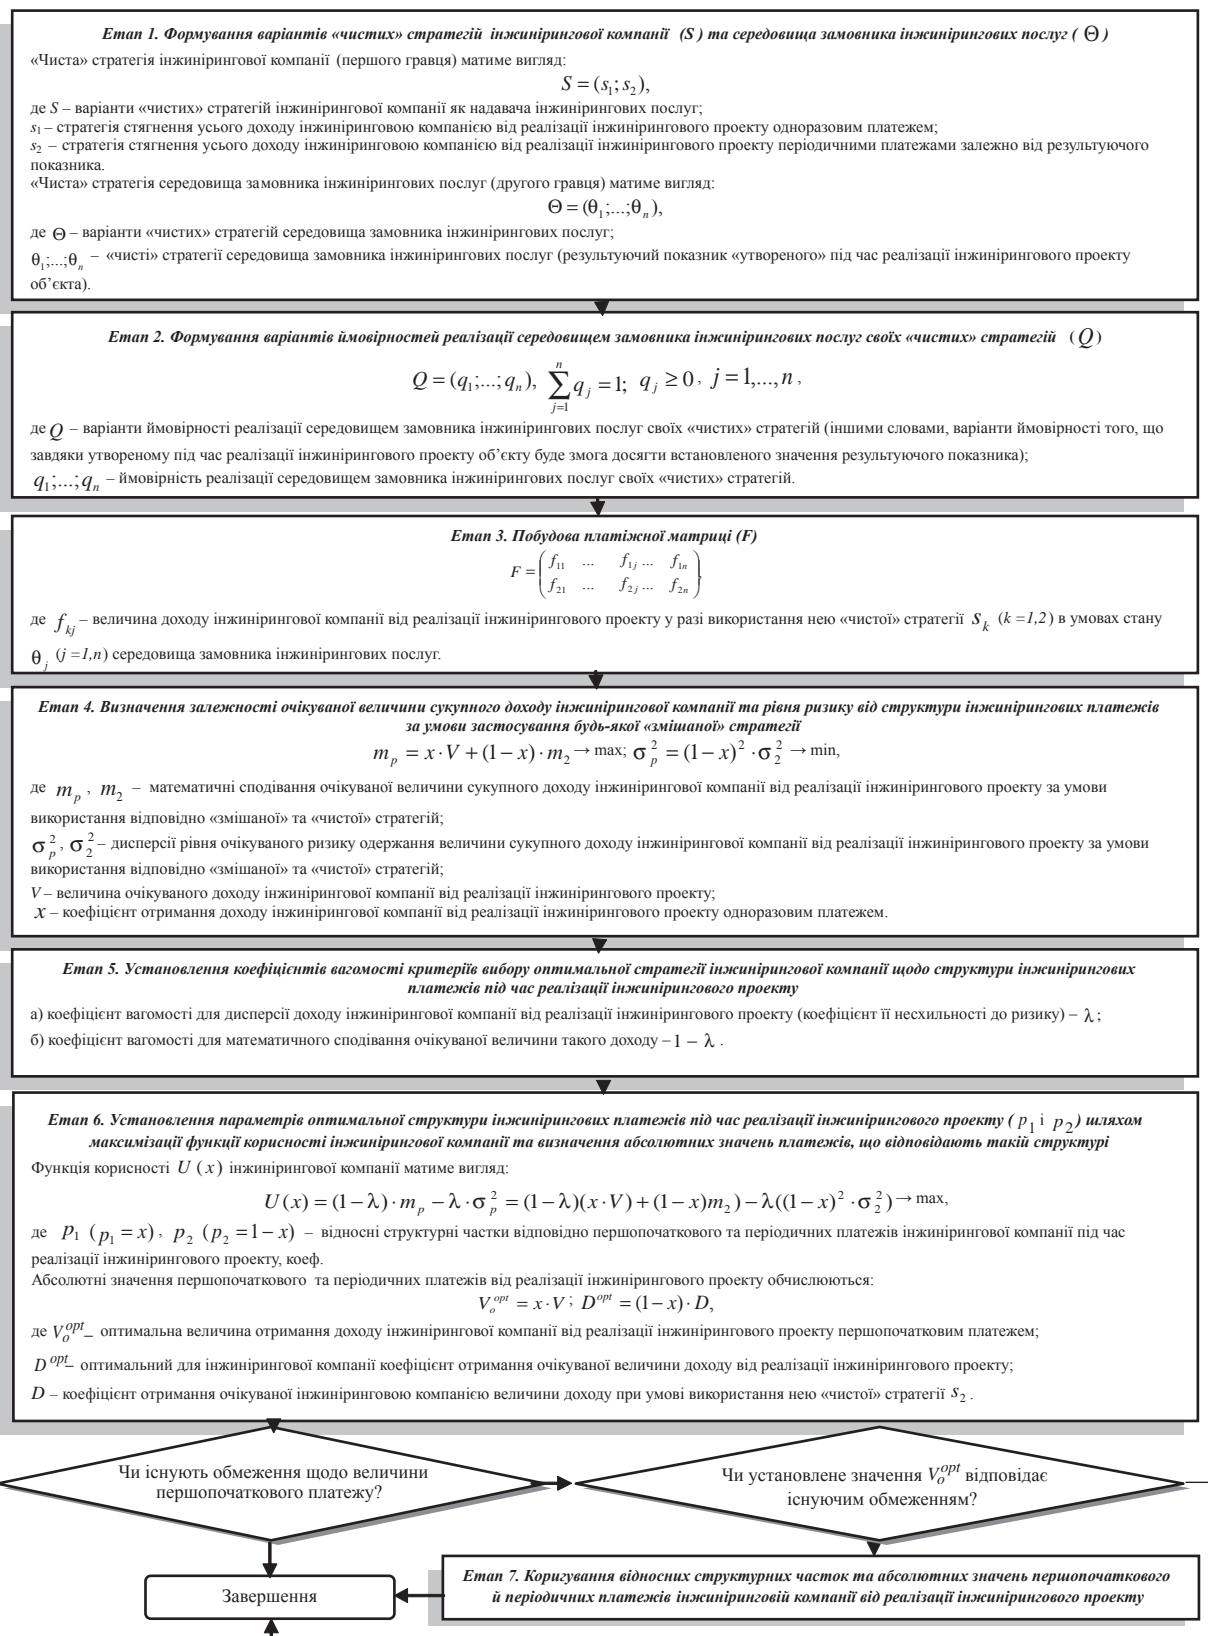 Етап 1. Формування варіантів «чистих» стратегій інжинірингової компанії (S) та середовища замовника інжинірингових послуг ( Θ )
«Чиста» стратегія інжинірингової компанії (першого гравця) матиме вигляд:
S = (s₁; s₂),
де S – варіанти «чистих» стратегій інжинірингової компанії як надавача інжинірингових послуг;
s₁ – стратегія стягнення усього доходу інжиніринговою компанією від реалізації інжинірингового проекту одноразовим платежем;
s₂ – стратегія стягнення усього доходу інжиніринговою компанією від реалізації інжинірингового проекту періодичними платежами залежно від результуючого
показника.
«Чиста» стратегія середовища замовника інжинірингових послуг (другого гравця) матиме вигляд:
Θ = (θ₁;...;θₙ),
де Θ – варіанти «чистих» стратегій середовища замовника інжинірингових послуг;
θ₁;...;θₙ – «чисті» стратегії середовища замовника інжинірингових послуг (результуючий показник «утвореного» під час реалізації інжинірингового проекту
об’єкта).
Етап 2. Формування варіантів ймовірностей реалізації середовищем замовника інжинірингових послуг своїх «чистих» стратегій (Q)
Q = (q₁;...; qₙ), ∑ⁿⱼ₌₁ qⱼ = 1; qⱼ ≥ 0, j = 1,..., n ,
де Q – варіанти ймовірності реалізації середовищем замовника інжинірингових послуг своїх «чистих» стратегій (іншими словами, варіанти ймовірності того, що
завдяки утвореному під час реалізації інжинірингового проекту об’єкту буде змога досягти встановленого значення результуючого показника);
q₁;...; qₙ – ймовірність реалізації середовищем замовника інжинірингових послуг своїх «чистих» стратегій.
Етап 3. Побудова платіжної матриці (F)
f₁₁ ... f₁ⱼ ... f₁ₙ
F = ( ),
f₂₁ ... f₂ⱼ ... f₂ₙ
де f_kj – величина доходу інжинірингової компанії від реалізації інжинірингового проекту у разі використання нею «чистої» стратегії s_k (k =1,2) в умовах стану
θⱼ (j =1,n) середовища замовника інжинірингових послуг.
Етап 4. Визначення залежності очікуваної величини сукупного доходу інжинірингової компанії та рівня ризику від структури інжинірингових платежів
за умови застосування будь-якої «змішаної» стратегії
m_p = x · V + (1 − x) · m₂ → max; σ_p² = (1 − x)² · σ₂² → min,
де m_p , m₂ – математичні сподівання очікуваної величини сукупного доходу інжинірингової компанії від реалізації інжинірингового проекту за умови
використання відповідно «змішаної» та «чистої» стратегій;
σ_p², σ₂² – дисперсії рівня очікуваного ризику одержання величини сукупного доходу інжинірингової компанії від реалізації інжинірингового проекту за умови
використання відповідно «змішаної» та «чистої» стратегій;
V – величина очікуваного доходу інжинірингової компанії від реалізації інжинірингового проекту;
x – коефіцієнт отримання доходу інжинірингової компанії від реалізації інжинірингового проекту одноразовим платежем.
Етап 5. Установлення коефіцієнтів вагомості критеріїв вибору оптимальної стратегії інжинірингової компанії щодо структури інжинірингових
платежів під час реалізації інжинірингового проекту
а) коефіцієнт вагомості для дисперсії доходу інжинірингової компанії від реалізації інжинірингового проекту (коефіцієнт її несхильності до ризику) – λ ;
б) коефіцієнт вагомості для математичного сподівання очікуваної величини такого доходу – 1 − λ .
Етап 6. Установлення параметрів оптимальної структури інжинірингових платежів під час реалізації інжинірингового проекту ( p₁ і p₂) шляхом
максимізації функції корисності інжинірингової компанії та визначення абсолютних значень платежів, що відповідають такій структурі
Функція корисності U (x) інжинірингової компанії матиме вигляд:
U(x) = (1 − λ) · m_p − λ · σ_p² = (1 − λ)(x · V) + (1 − x)m₂) − λ((1 − x)² · σ₂²) → max,
де p₁ (p₁ = x), p₂ (p₂ = 1 − x) – відносні структурні частки відповідно першопочаткового та періодичних платежів інжинірингової компанії під час
реалізації інжинірингового проекту, коеф.
Абсолютні значення першопочаткового та періодичних платежів від реалізації інжинірингового проекту обчислюються:
V_o^opt = x · V ; D^opt = (1 − x) · D,
де V_o^opt – оптимальна величина отримання доходу інжинірингової компанії від реалізації інжинірингового проекту першопочатковим платежем;
D^opt – оптимальний для інжинірингової компанії коефіцієнт отримання очікуваної величини доходу від реалізації інжинірингового проекту;
D – коефіцієнт отримання очікуваної інжиніринговою компанією величини доходу при умові використання нею «чистої» стратегії s₂ .
Чи існують обмеження щодо величини
першопочаткового платежу?
Чи установлене значення V_o^opt відповідає
існуючим обмеженням?
Етап 7. Коригування відносних структурних часток та абсолютних значень першопочаткового
й періодичних платежів інжиніринговій компанії від реалізації інжинірингового проекту
Завершення